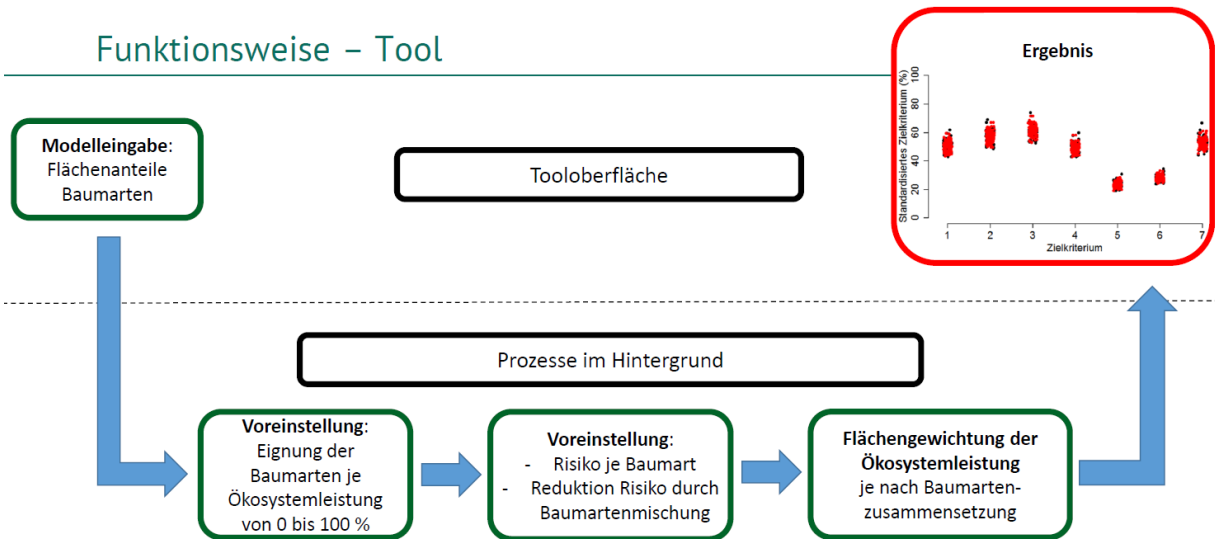 Funktionsweise – Tool
Modelleingabe:
Flächenanteile
Baumarten
Tooloberfläche
Ergebnis
Standardisiertes Zielkriterium (%)
100
80
60
40
20
0
1 2 3 4 5 6 7
Zielkriterium
Prozesse im Hintergrund
Voreinstellung:
Eignung der
Baumarten je
Ökosystemleistung
von 0 bis 100 %
Voreinstellung:
- Risiko je Baumart
- Reduktion Risiko durch
Baumartenmischung
Flächengewichtung der
Ökosystemleistung
je nach Baumarten-
zusammensetzung